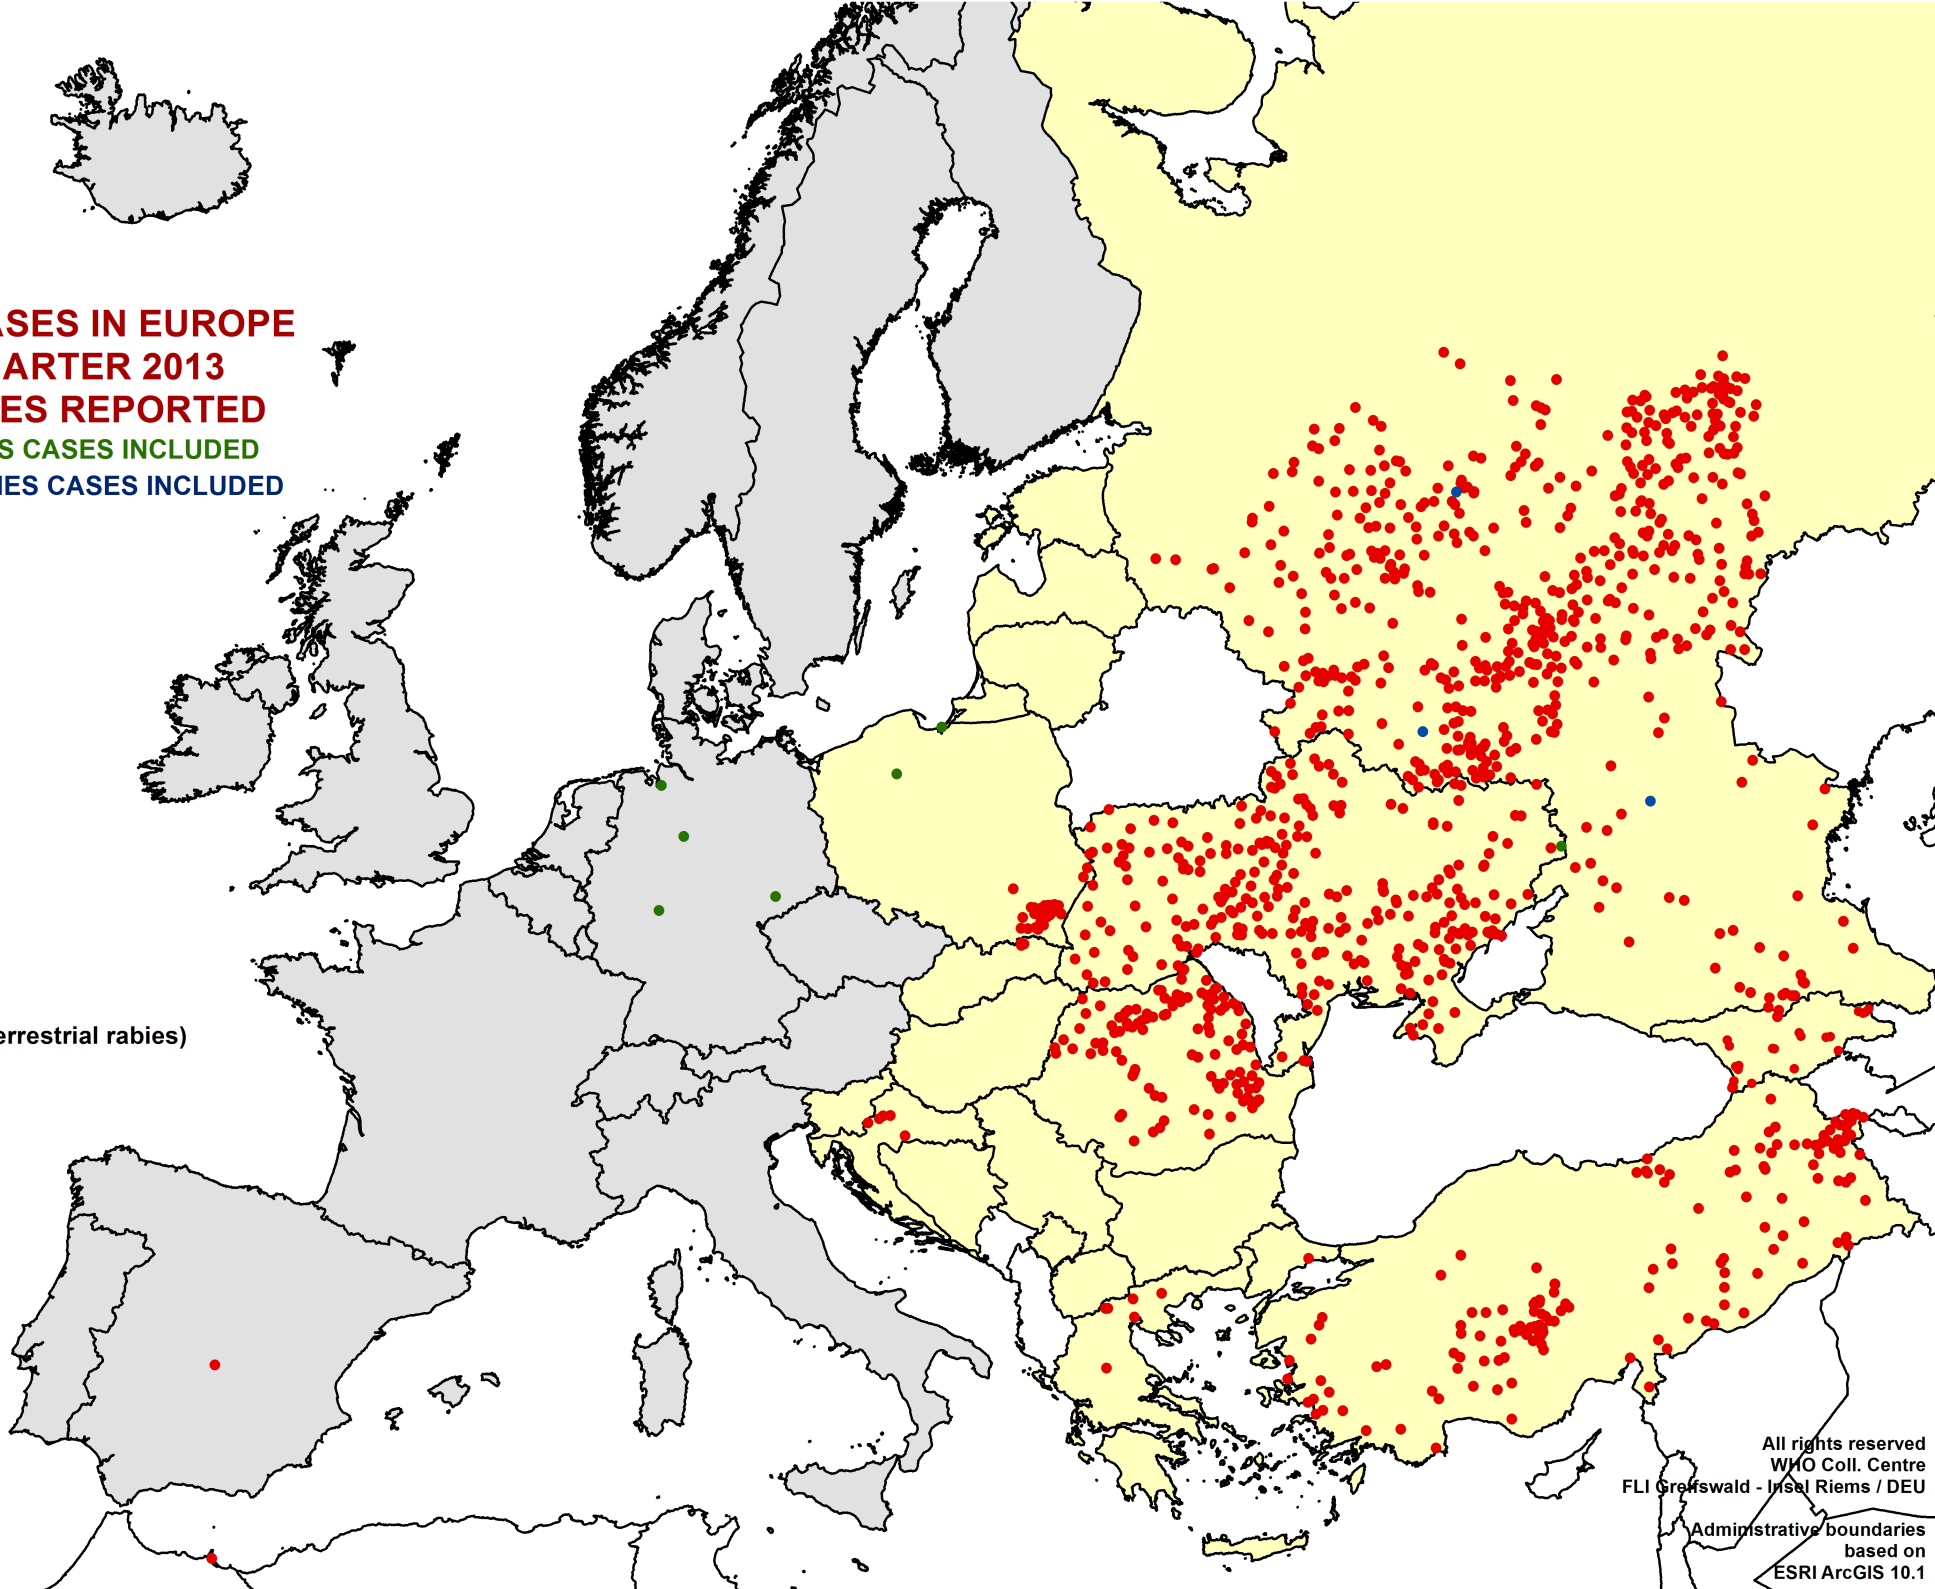 ASES IN EUROPE
ARTER 2013
ES REPORTED
S CASES INCLUDED
IES CASES INCLUDED
errestrial rabies)
All rights reserved
WHO Coll. Centre
FLI Greifswald - Insel Riems / DEU
Adminstrative boundaries
based on
ESRI ArcGIS 10.1